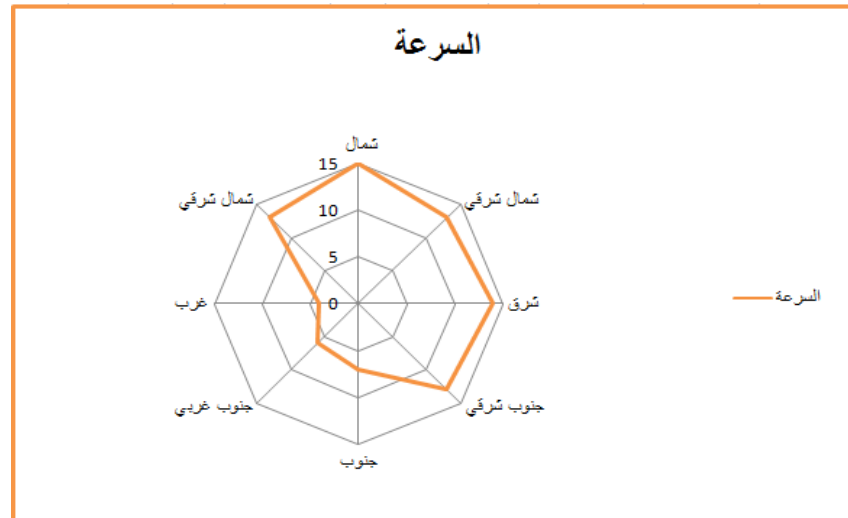 السرعة
شمال
15
شمال شرقي
شمال شرقي
10
5
شرق
0
غرب
السرعة
جنوب شرقي
جنوب غربي
جنوب